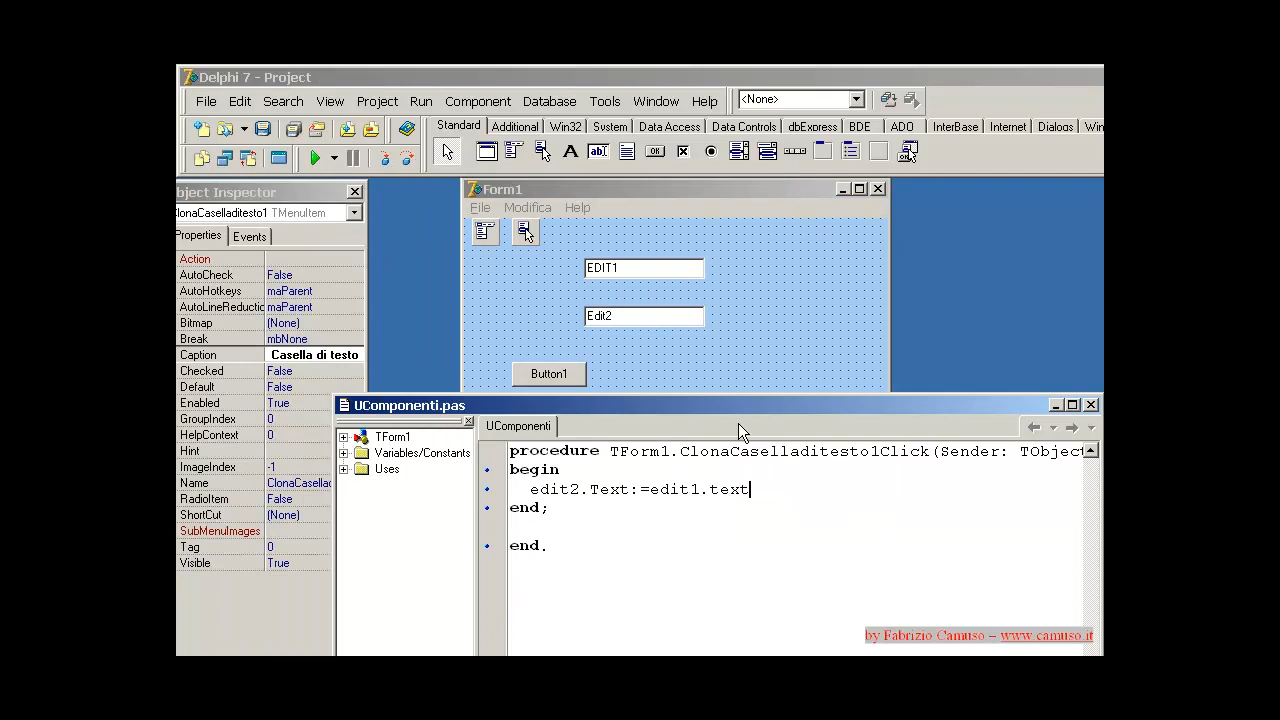 Delphi 7 - Project
File Edit Search View Project Run Component Database Tools Window Help <None>
Standard Additional Win32 System Data Access Data Controls dbExpress BDE ADO InterBase Internet Dialogs
bject Inspector
ClonaCaselladitesto1 TMenuItem
Properties Events
Action
AutoCheck False
AutoHotkeys maParent
AutoLineReductic maParent
Bitmap (None)
Break mbNone
Caption Casella di testo
Checked False
Default False
Enabled True
GroupIndex 0
HelpContext 0
Hint
ImageIndex -1
Name ClonaCasellac
RadioItem False
ShortCut (None)
SubMenuImages
Tag 0
Visible True
Form1
File Modifica Help
EDIT1
Edit2
Button1
UComponenti.pas
UComponenti
TForm1
Variables/Constants
Uses
procedure TForm1.ClonaCaselladitesto1Click(Sender: TObject
begin
edit2.Text:=edit1.text
end;
end.
by Fabrizio Camuso – www.camuso.it